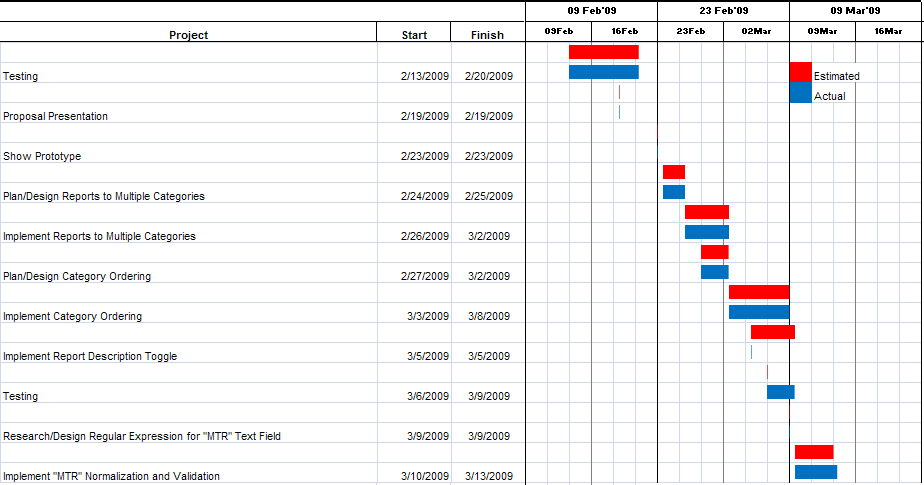 09 Feb'09 23 Feb'09 09 Mar'09
Project Start Finish 09Feb 16Feb 23Feb 02Mar 09Mar 16Mar
Testing 2/13/2009 2/20/2009 Estimated
Actual
Proposal Presentation 2/19/2009 2/19/2009
Show Prototype 2/23/2009 2/23/2009
Plan/Design Reports to Multiple Categories 2/24/2009 2/25/2009
Implement Reports to Multiple Categories 2/26/2009 3/2/2009
Plan/Design Category Ordering 2/27/2009 3/2/2009
Implement Category Ordering 3/3/2009 3/8/2009
Implement Report Description Toggle 3/5/2009 3/5/2009
Testing 3/6/2009 3/9/2009
Research/Design Regular Expression for "MTR" Text Field 3/9/2009 3/9/2009
Implement "MTR" Normalization and Validation 3/10/2009 3/13/2009